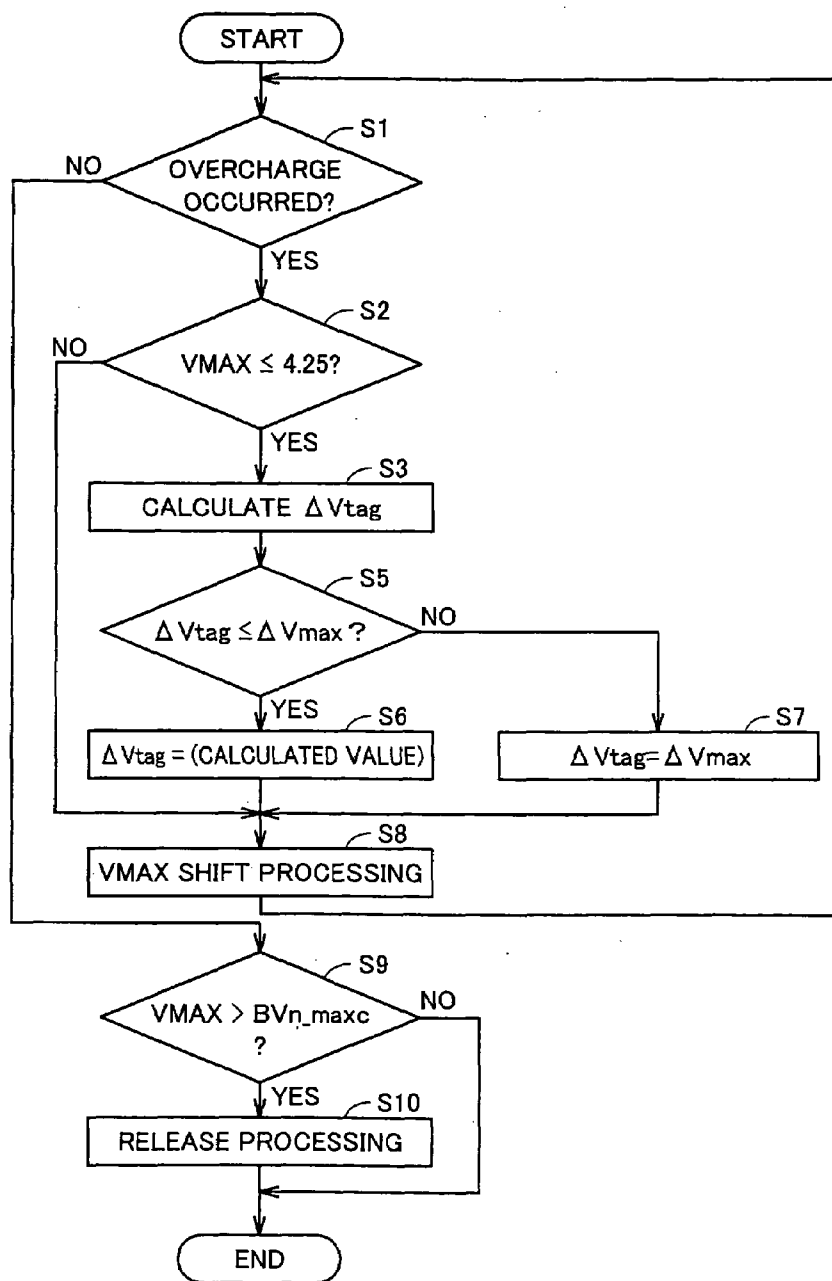 START
S1
NO
OVERCHARGE
OCCURRED?
YES
S2
NO
VMAX ≦ 4.25?
YES
S3
CALCULATE ΔVtag
S5
ΔVtag ≦ ΔVmax ?
NO
YES
S6
S7
ΔVtag = (CALCULATED VALUE)
ΔVtag = ΔVmax
S8
VMAX SHIFT PROCESSING
S9
VMAX > BVn_maxc
?
NO
YES
S10
RELEASE PROCESSING
END